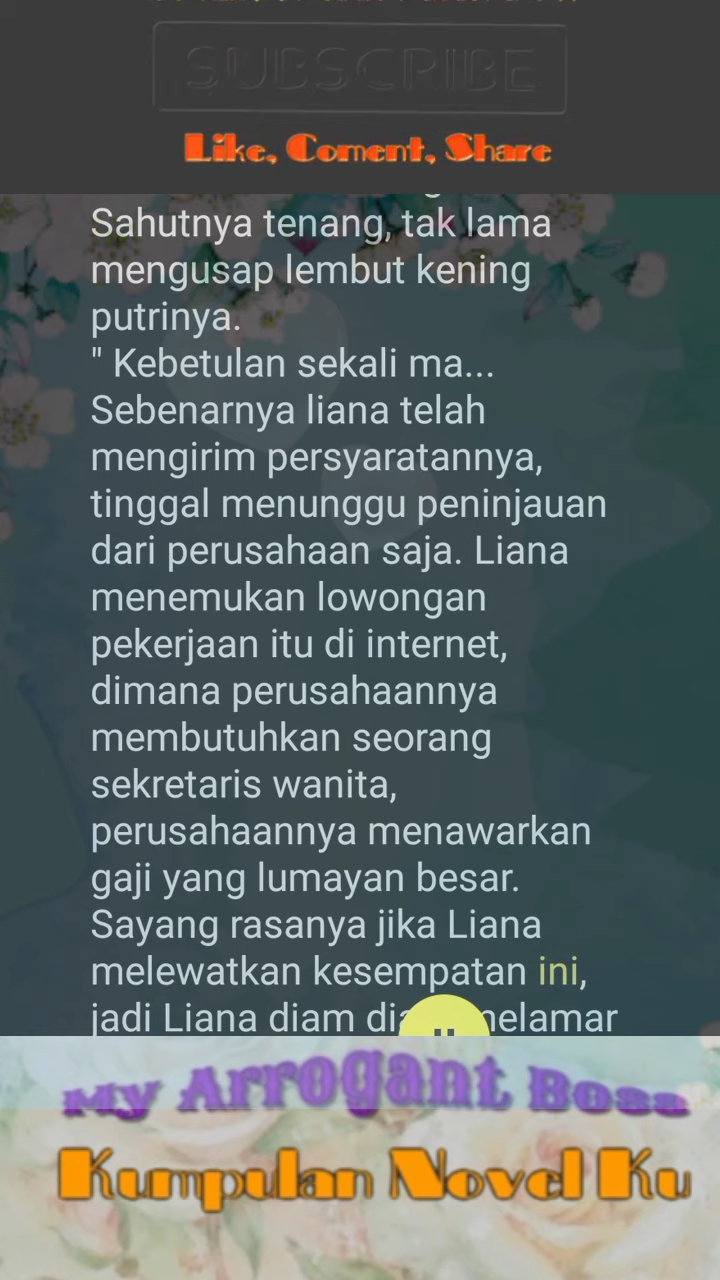 SUBSCRIBE
Like, Coment, Share
Sahutnya tenang, tak lama
mengusap lembut kening
putrinya.
" Kebetulan sekali ma...
Sebenarnya liana telah
mengirim persyaratannya,
tinggal menunggu peninjauan
dari perusahaan saja. Liana
menemukan lowongan
pekerjaan itu di internet,
dimana perusahaannya
membutuhkan seorang
sekretaris wanita,
perusahaannya menawarkan
gaji yang lumayan besar.
Sayang rasanya jika Liana
melewatkan kesempatan ini,
jadi Liana diam melamar
My Arrogant Boss
Kumpulan Novel Ku